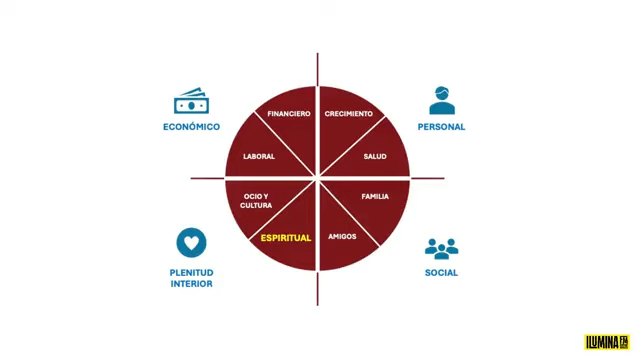 FINANCIERO
CRECIMIENTO
ECONÓMICO
PERSONAL
LABORAL
SALUD
OCIO Y
CULTURA
FAMILIA
ESPIRITUAL
AMIGOS
PLENITUD
INTERIOR
SOCIAL
ILUMINA